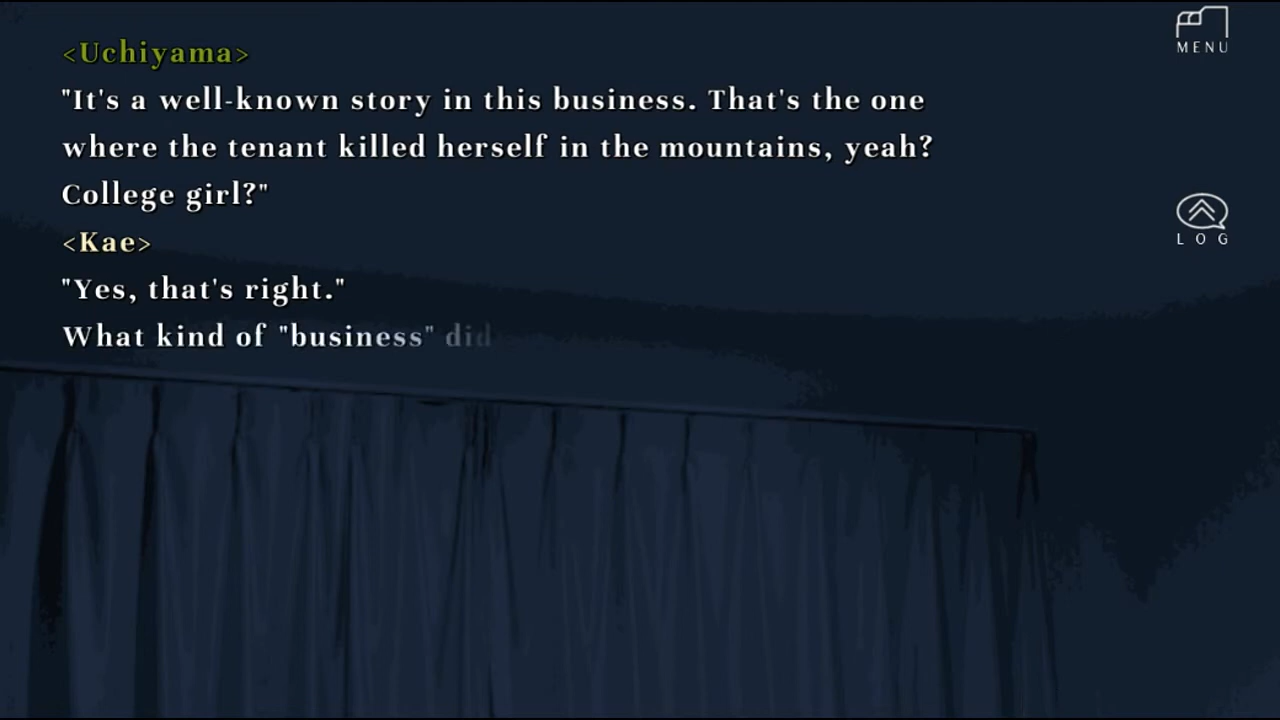 <Uchiyama>
"It's a well-known story in this business. That's the one
where the tenant killed herself in the mountains, yeah?
College girl?"
<Kae>
"Yes, that's right."
What kind of "business" did
MENU
LOG